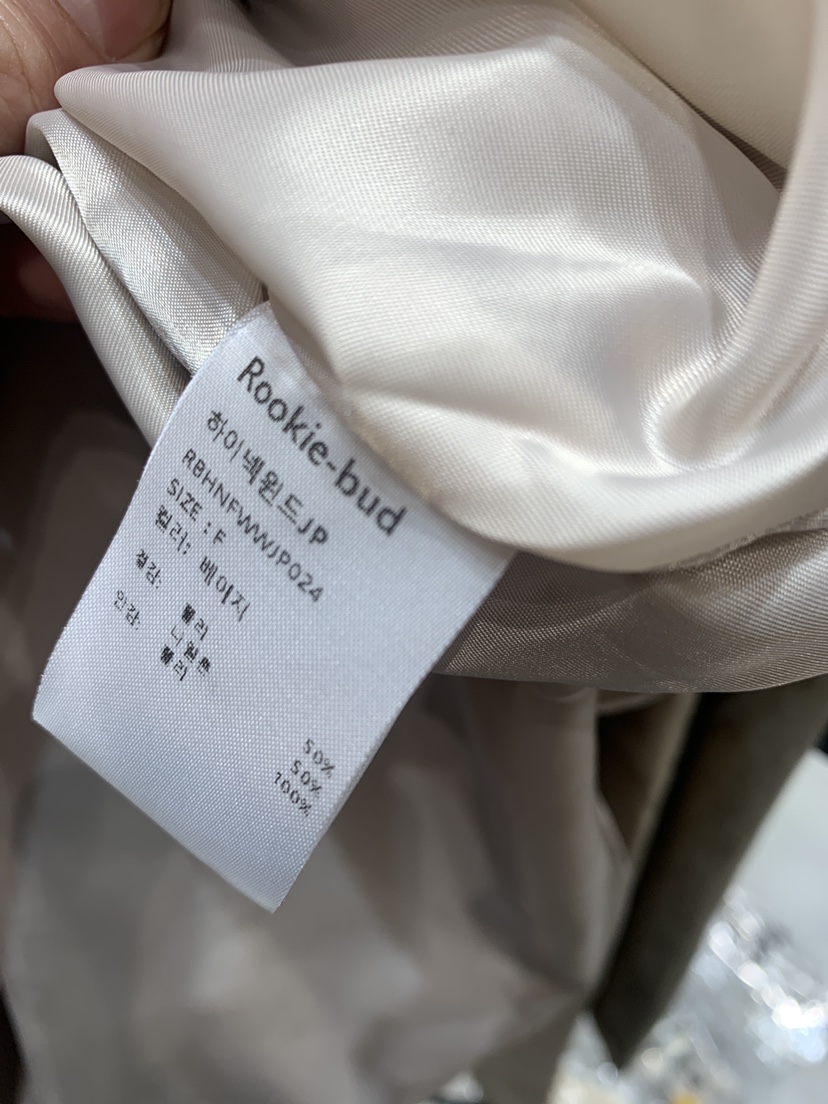 Rookie-bud
하이넥윈드JP
RBHNFWWJP024
SIZE : F
컬러: 베이지
겉감: 폴리 50%
나일론 50%
안감: 폴리 100%